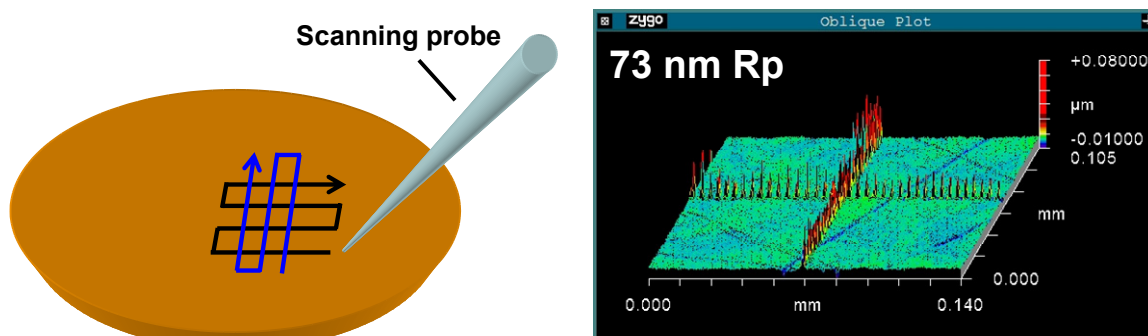 Scanning probe
zygo
Oblique Plot
73 nm Rp
+0.08000
µm
-0.01000
0.105
mm
0.000
0.000
mm
0.140